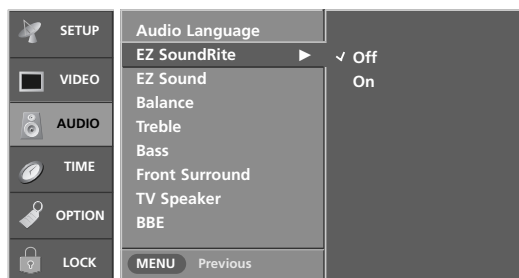 SETUP
VIDEO
AUDIO
TIME
OPTION
LOCK
Audio Language
EZ SoundRite ▶
EZ Sound
Balance
Treble
Bass
Front Surround
TV Speaker
BBE
MENU Previous
✓ Off
On